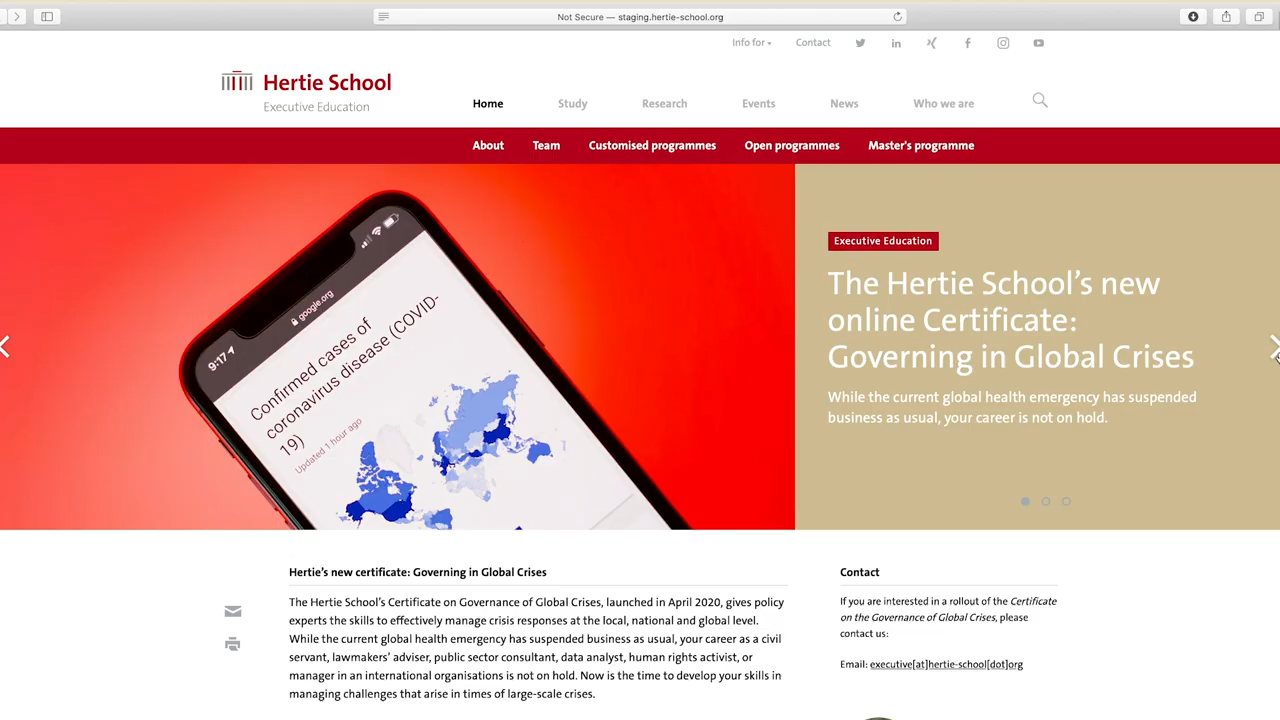 Not Secure — staging.hertie-school.org
Info for
Contact
Hertie School
Executive Education
Home
Study
Research
Events
News
Who we are
About
Team
Customised programmes
Open programmes
Master's programme
9:17
google.org
Confirmed cases of
coronavirus disease (COVID-
19)
Updated 1 hour ago
Executive Education
The Hertie School's new
online Certificate:
Governing in Global Crises
While the current global health emergency has suspended
business as usual, your career is not on hold.
Hertie's new certificate: Governing in Global Crises
The Hertie School's Certificate on Governance of Global Crises, launched in April 2020, gives policy
experts the skills to effectively manage crisis responses at the local, national and global level.
While the current global health emergency has suspended business as usual, your career as a civil
servant, lawmakers' adviser, public sector consultant, data analyst, human rights activist, or
manager in an international organisations is not on hold. Now is the time to develop your skills in
managing challenges that arise in times of large-scale crises.
Contact
If you are interested in a rollout of the Certificate
on the Governance of Global Crises, please
contact us:
Email: executive[at]hertie-school[dot]org